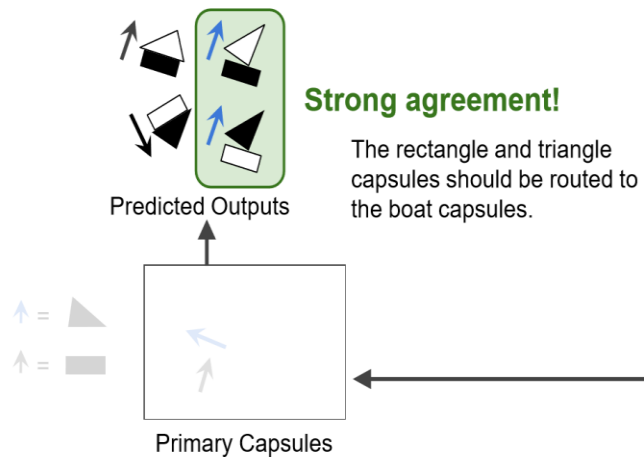 Strong agreement!
The rectangle and triangle
capsules should be routed to
the boat capsules.
Predicted Outputs
=
=
Primary Capsules